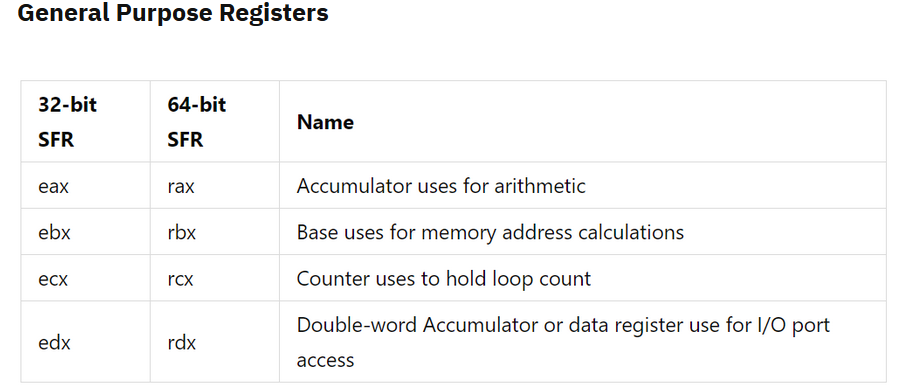 General Purpose Registers
32-bit SFR
64-bit SFR
Name
eax
rax
Accumulator uses for arithmetic
ebx
rbx
Base uses for memory address calculations
ecx
rcx
Counter uses to hold loop count
edx
rdx
Double-word Accumulator or data register use for I/O port
access